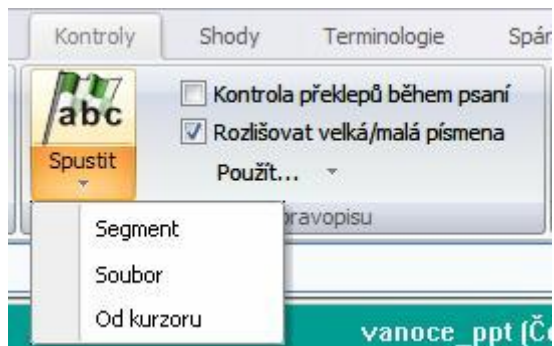 Kontroly Shody Terminologie
abc
Spustit
Kontrola překlepů během psaní
Rozlišovat velká/malá písmena
Použít...
Segment
Soubor
Od kurzoru
vanoce_ppt